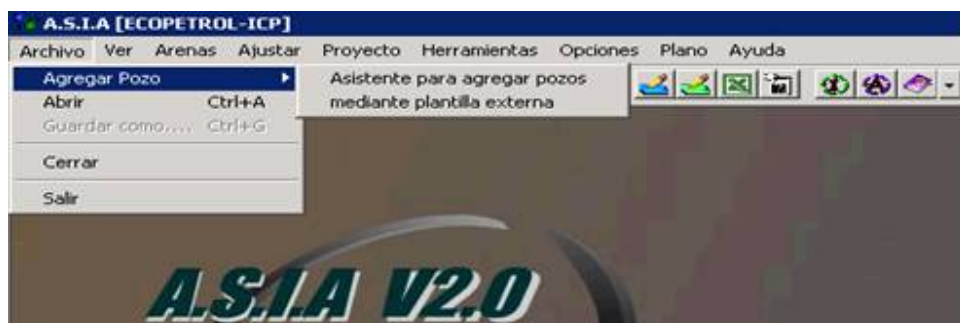 A.S.I.A [ECOPETROL-ICP]
Archivo Ver Arenas Ajustar Proyecto Herramientas Opciones Plano Ayuda
Agregar Pozo
Asistente para agregar pozos
Abrir Ctrl+A
mediante plantilla externa
Guardar como.... Ctrl+G
Cerrar
Salir
A.S.I.A V2.0